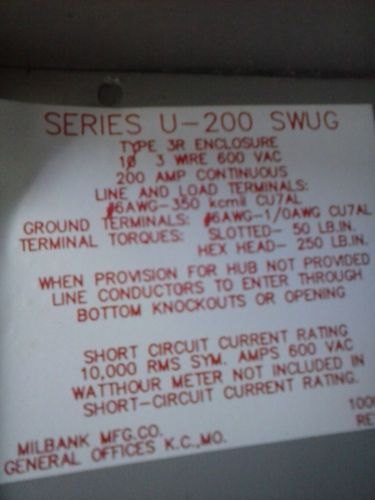 SERIES U-200 SWUG
TYPE 3R ENCLOSURE
1Ø 3 WIRE 600 VAC
200 AMP CONTINUOUS
LINE AND LOAD TERMINALS:
#6AWG-350 kcmil CU7AL
GROUND TERMINALS: #6AWG-1/0AWG CU7AL
TERMINAL TORQUES: SLOTTED- 50 LB.IN.
HEX HEAD- 250 LB.IN.
WHEN PROVISION FOR HUB NOT PROVIDED
LINE CONDUCTORS TO ENTER THROUGH
BOTTOM KNOCKOUTS OR OPENING
SHORT CIRCUIT CURRENT RATING
10,000 RMS SYM. AMPS 600 VAC
WATTHOUR METER NOT INCLUDED IN
SHORT-CIRCUIT CURRENT RATING.
MILBANK MFG.CO.
GENERAL OFFICES K.C.,MO.